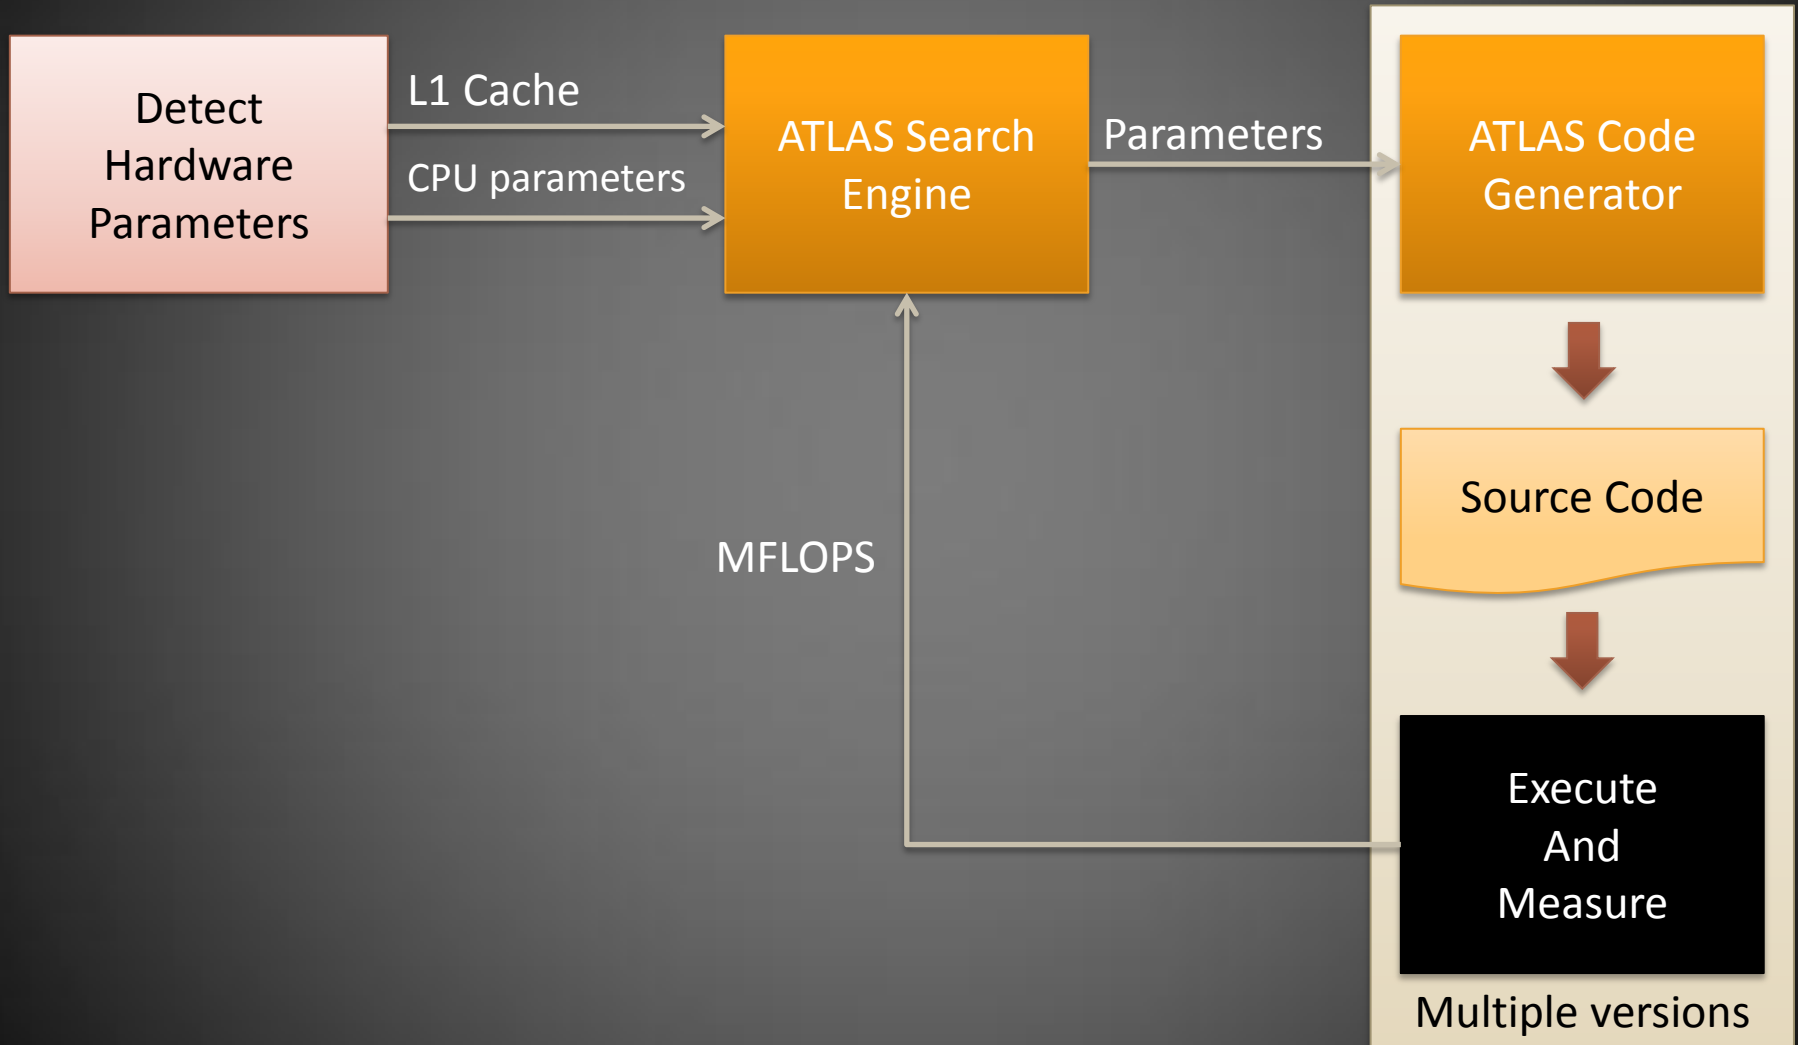 Detect
Hardware
Parameters
L1 Cache
CPU parameters
ATLAS Search
Engine
Parameters
ATLAS Code
Generator
Source Code
MFLOPS
Execute
And
Measure
Multiple versions